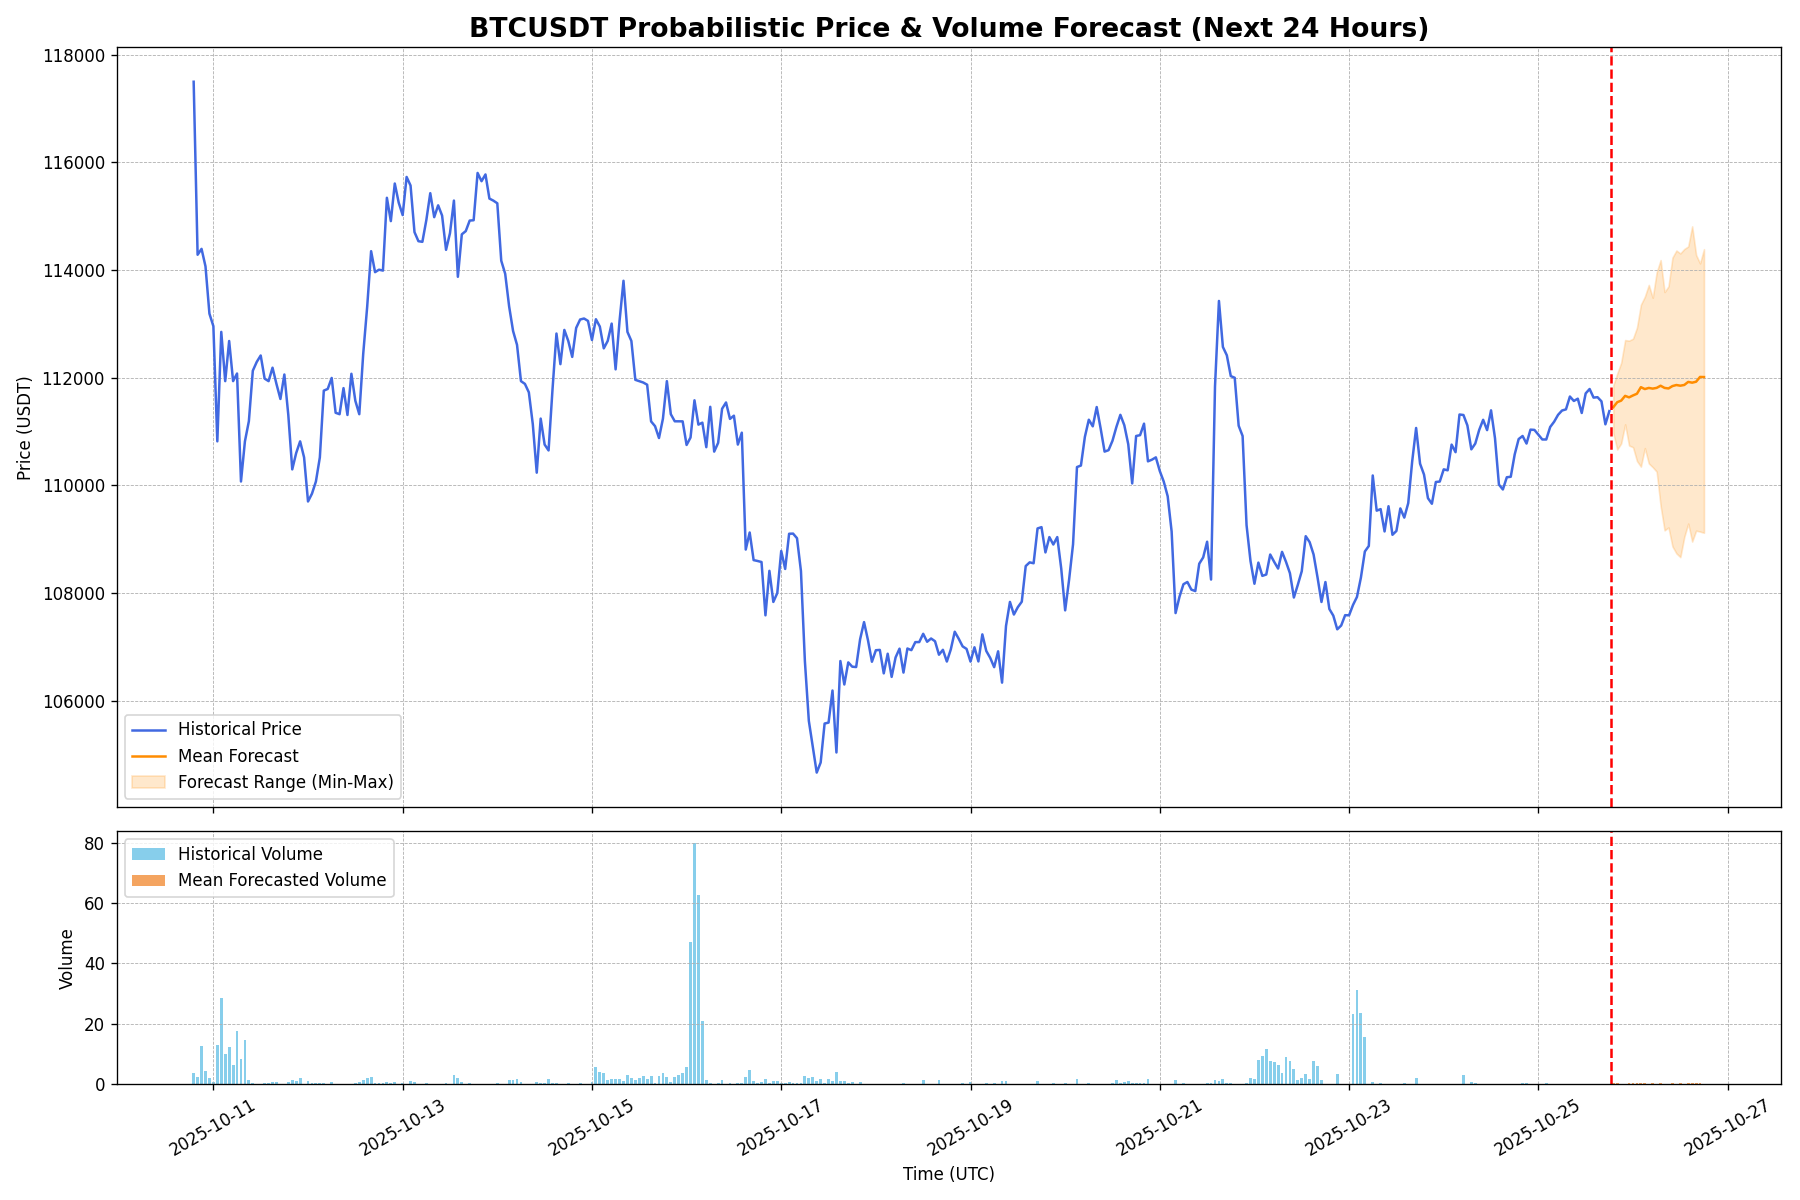 BTCUSDT Probabilistic Price & Volume Forecast (Next 24 Hours)
118000
116000
114000
112000
110000
108000
106000
Price (USDT)
Historical Price
Mean Forecast
Forecast Range (Min-Max)
80
60
40
20
0
Volume
Historical Volume
Mean Forecasted Volume
2025-10-11
2025-10-13
2025-10-15
2025-10-17
2025-10-19
2025-10-21
2025-10-23
2025-10-25
2025-10-27
Time (UTC)